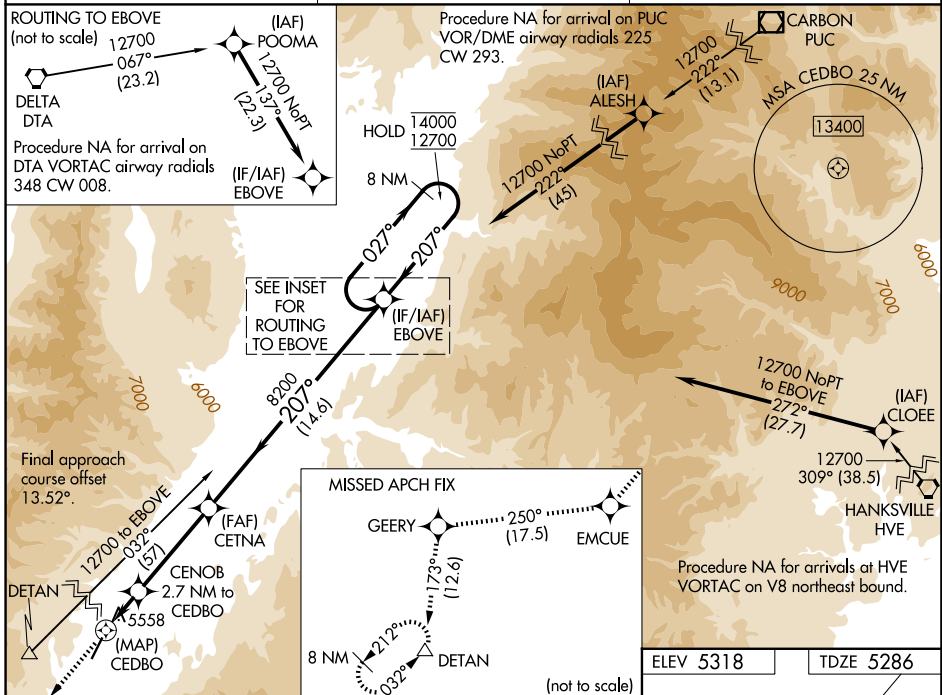 ROUTING TO EBOVE
(not to scale)
(IAF)
POOMA
12700
067°
(23.2)
12700 NoPT
137°
(22.3)
DELTA
DTA
Procedure NA for arrival on
DTA VORTAC airway radials
348 CW 008.
(IF/IAF)
EBOVE
Procedure NA for arrival on PUC
VOR/DME airway radials 225
CW 293.
CARBON
PUC
12700
222°
(13.1)
(IAF)
ALESH
MSA CEDBO 25 NM
13400
HOLD
14000
12700
8 NM
12700 NoPT
222°
(45)
027°
207°
SEE INSET
FOR
ROUTING
TO EBOVE
(IF/IAF)
EBOVE
6000
9000
7000
8200
207°
(14.6)
7000
6000
12700 NoPT
to EBOVE
272°
(27.7)
(IAF)
CLOEE
12700
309° (38.5)
HANKSVILLE
HVE
Final approach
course offset
13.52°.
12700 to EBOVE
032°
(57)
(FAF)
CETNA
CENOB
2.7 NM to
CEDBO
DETAN
5558
(MAP)
CEDBO
MISSED APCH FIX
GEERY
250°
(17.5)
EMCUE
173°
(12.6)
212°
8 NM
032°
DETAN
(not to scale)
Procedure NA for arrivals at HVE
VORTAC on V8 northeast bound.
ELEV 5318
TDZE 5286